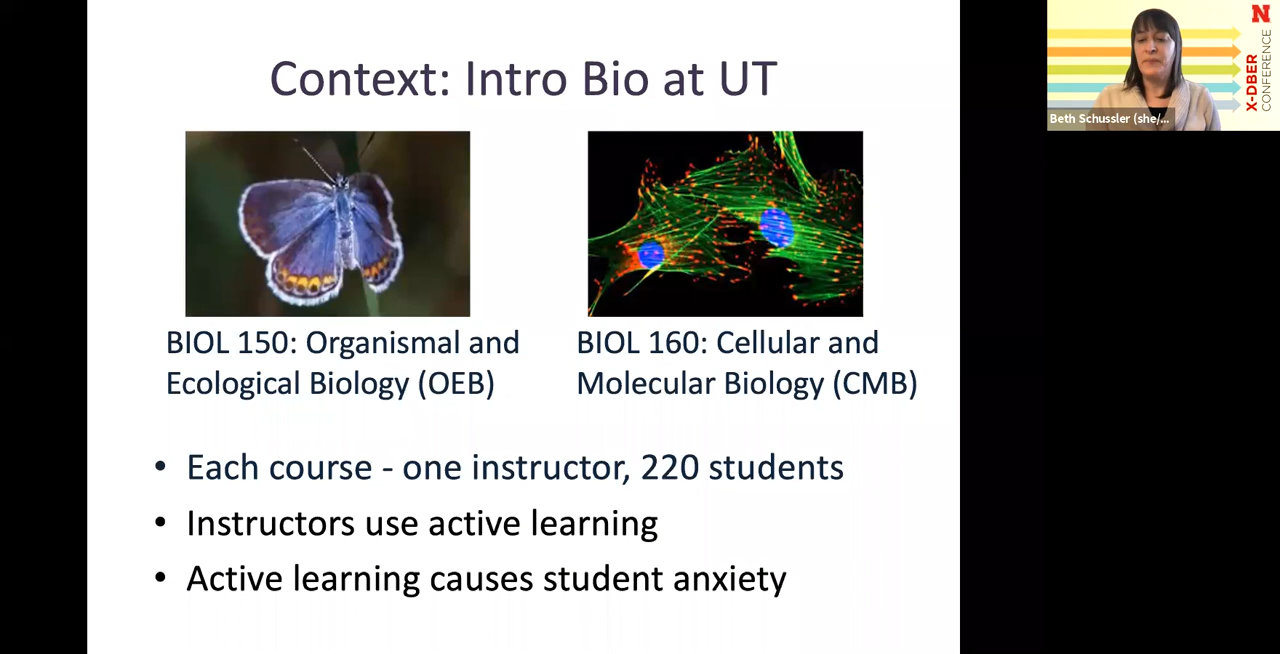 Context: Intro Bio at UT
BIOL 150: Organismal and
Ecological Biology (OEB)
BIOL 160: Cellular and
Molecular Biology (CMB)
• Each course - one instructor, 220 students
• Instructors use active learning
• Active learning causes student anxiety
N
X-DBER
CONFERENCE
Beth Schussler (she/...